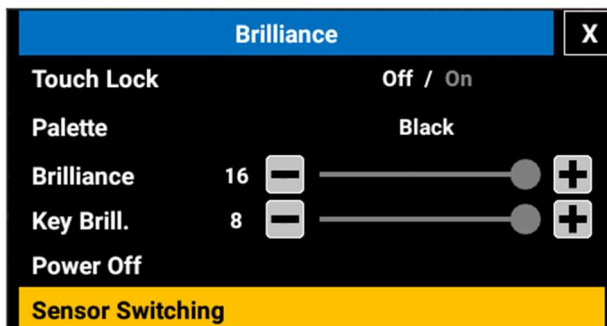 Brilliance X
Touch Lock Off / On
Palette Black
Brilliance 16
Key Brill. 8
Power Off
Sensor Switching